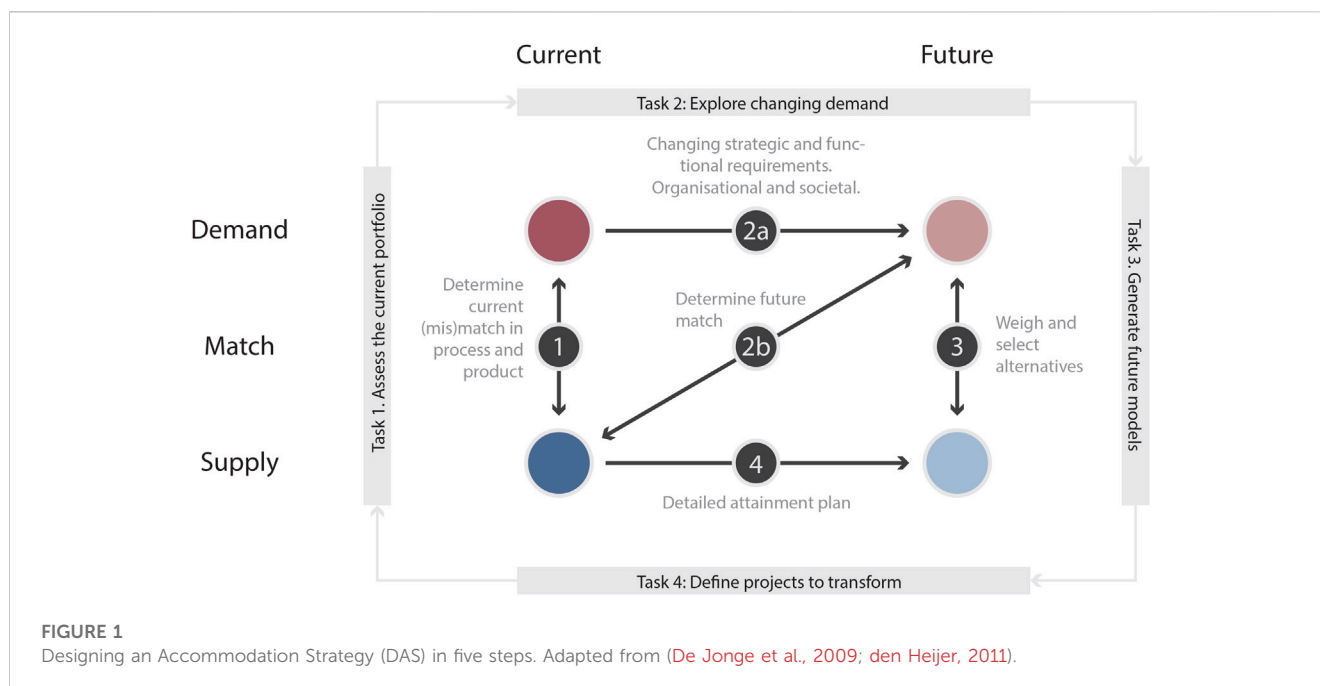 Current
Future
Task 2: Explore changing demand
Changing strategic and func-
tional requirements.
Organisational and societal.
Demand
2a
Task 1. Assess the current portfolio
Determine
current
(mis)match in
process and
product
Determine future
match
Match
1
2b
3
Weigh and
select
alternatives
Task 3. Generate future models
Supply
4
Detailed attainment plan
Task 4: Define projects to transform
FIGURE 1
Designing an Accommodation Strategy (DAS) in five steps. Adapted from (De Jonge et al., 2009; den Heijer, 2011).